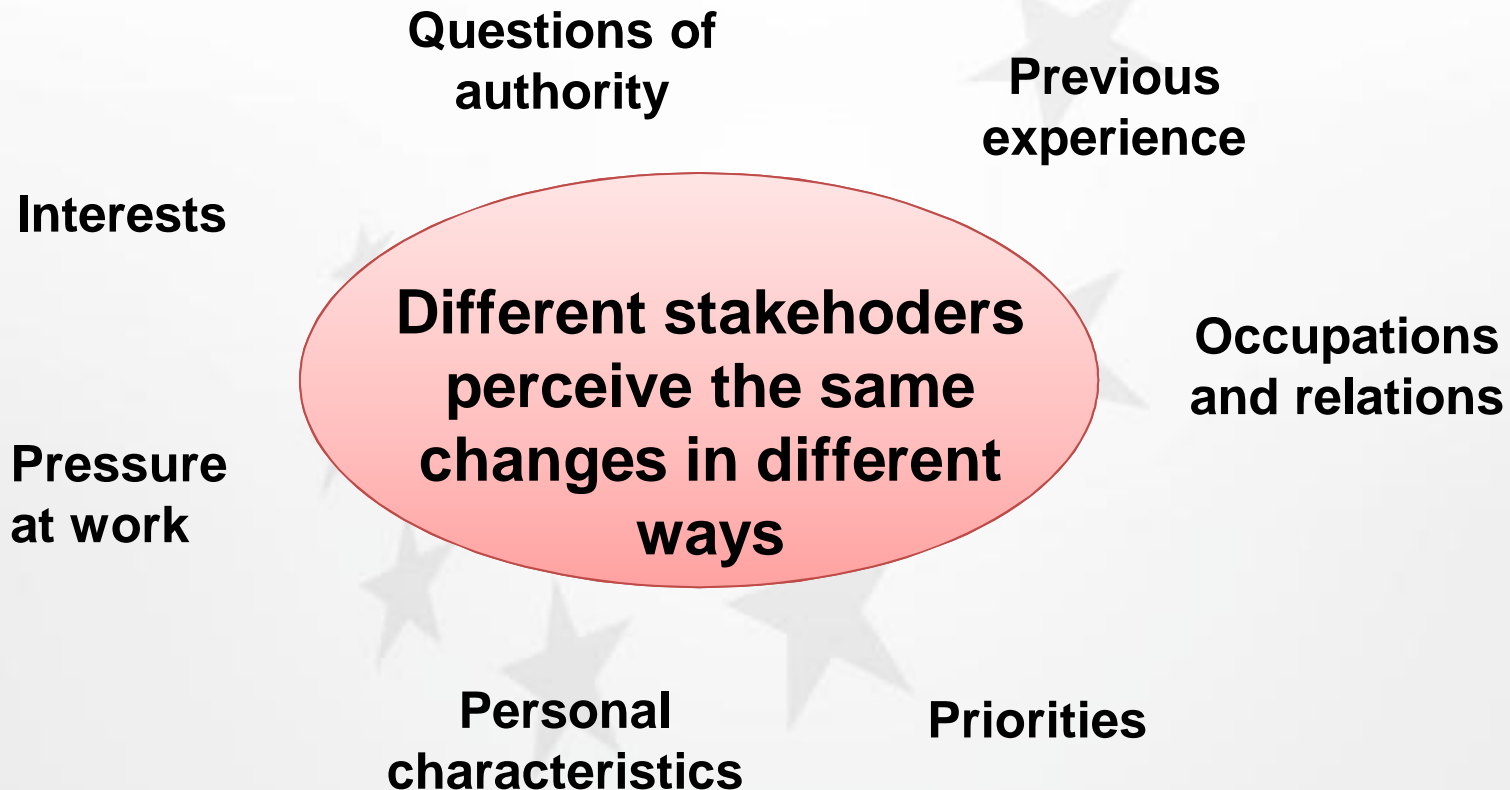 Questions of
authority
Previous
experience
Interests
Different stakehoders
perceive the same
changes in different
ways
Occupations
and relations
Pressure
at work
Personal
characteristics
Priorities